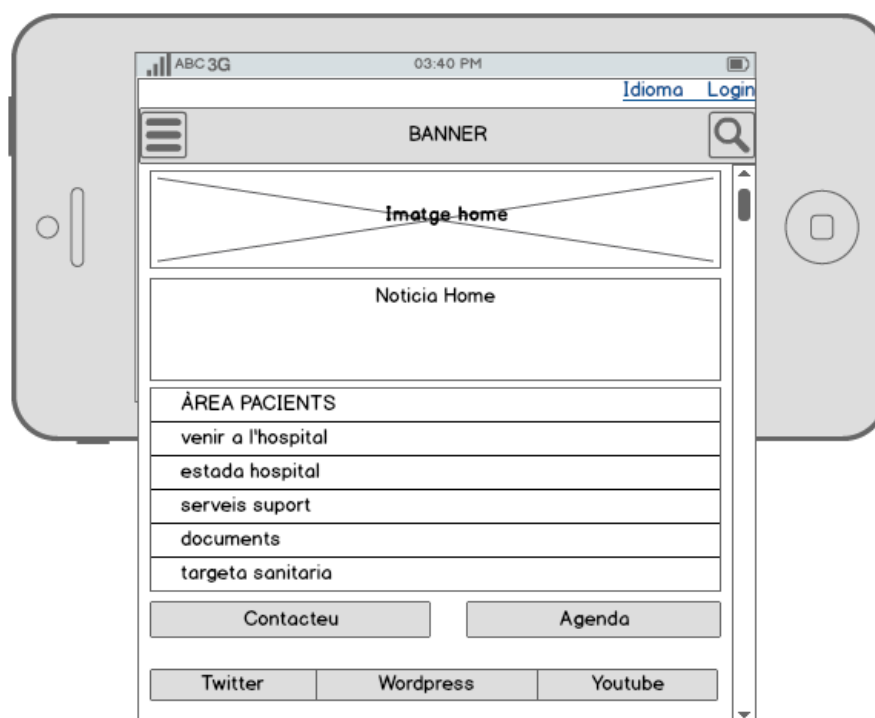 ABC 3G 03:40 PM
Idioma Login
BANNER
Imatge home
Noticia Home
ÀREA PACIENTS
venir a l'hospital
estada hospital
serveis suport
documents
targeta sanitaria
Contacteu Agenda
Twitter Wordpress Youtube